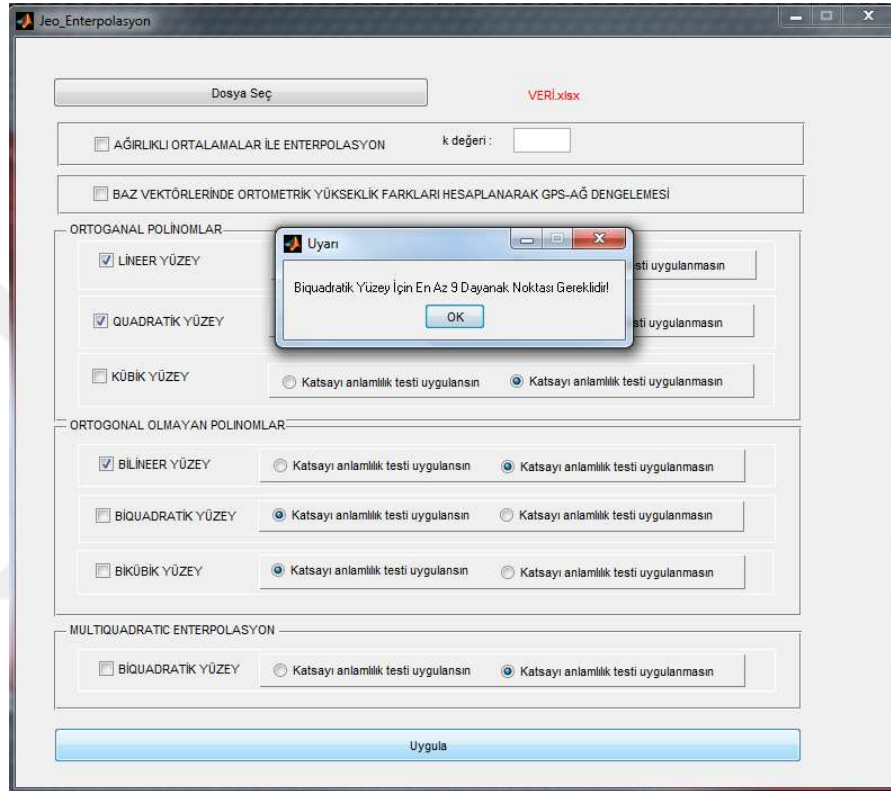 Jeo_Enterpolasyon
Dosya Seç
VERİ.xlsx
AĞIRLIKLI ORTALAMALAR İLE ENTERPOLASYON k değeri :
BAZ VEKTÖRLERİNDE ORTOMETRİK YÜKSEKLİK FARKLARI HESAPLANARAK GPS-AĞ DENGELEMESİ
ORTOGANAL POLİNOMLAR
Uyarı
LİNEER YÜZEY
uygulanmasın
Biquadratik Yüzey İçin En Az 9 Dayanak Noktası Gereklidir!
OK
QUADRATİK YÜZEY
uygulanmasın
KÜBİK YÜZEY Katsayı anlamlılık testi uygulansın Katsayı anlamlılık testi uygulanmasın
ORTOGONAL OLMAYAN POLINOMLAR
BİLİNEER YÜZEY Katsayı anlamlılık testi uygulansın Katsayı anlamlılık testi uygulanmasın
BİQUADRATİK YÜZEY Katsayı anlamlılık testi uygulansın Katsayı anlamlılık testi uygulanmasın
BİKÜBİK YÜZEY Katsayı anlamlılık testi uygulansın Katsayı anlamlılık testi uygulanmasın
MULTIQUADRATIC ENTERPOLASYON
BİQUADRATİK YÜZEY Katsayı anlamlılık testi uygulansın Katsayı anlamlılık testi uygulanmasın
Uygula